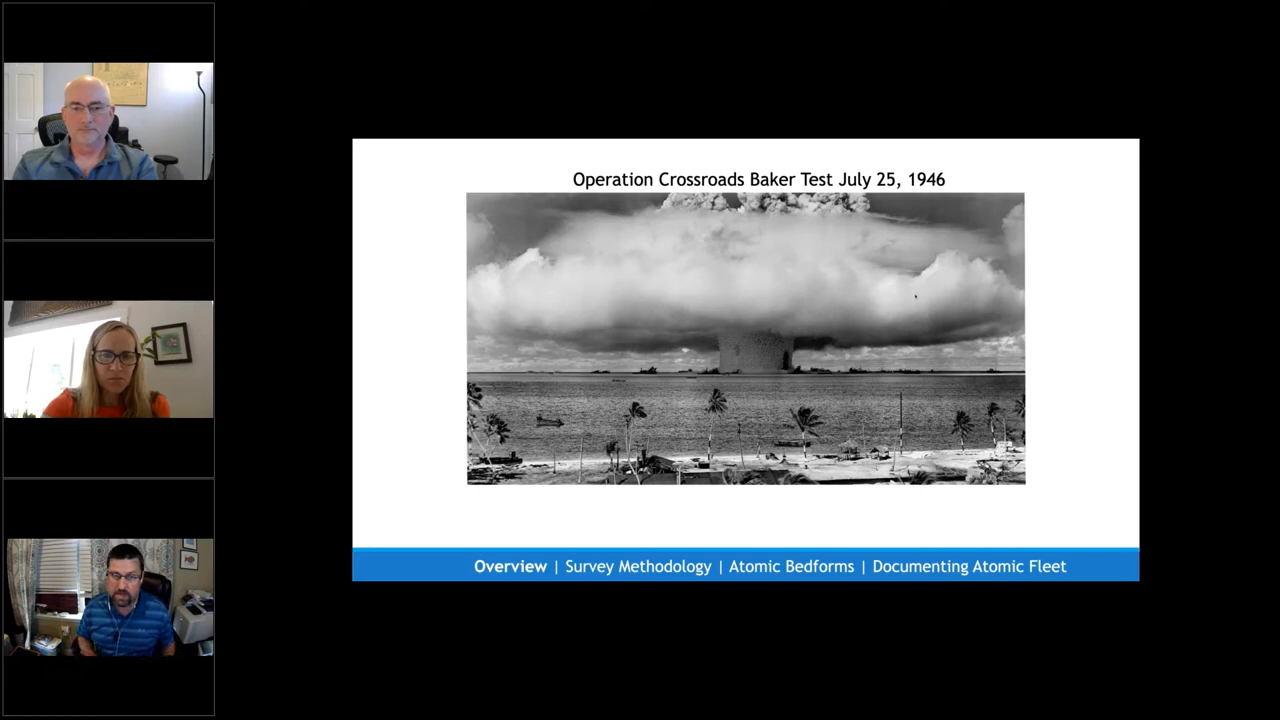 Operation Crossroads Baker Test July 25, 1946
Overview | Survey Methodology | Atomic Bedforms | Documenting Atomic Fleet